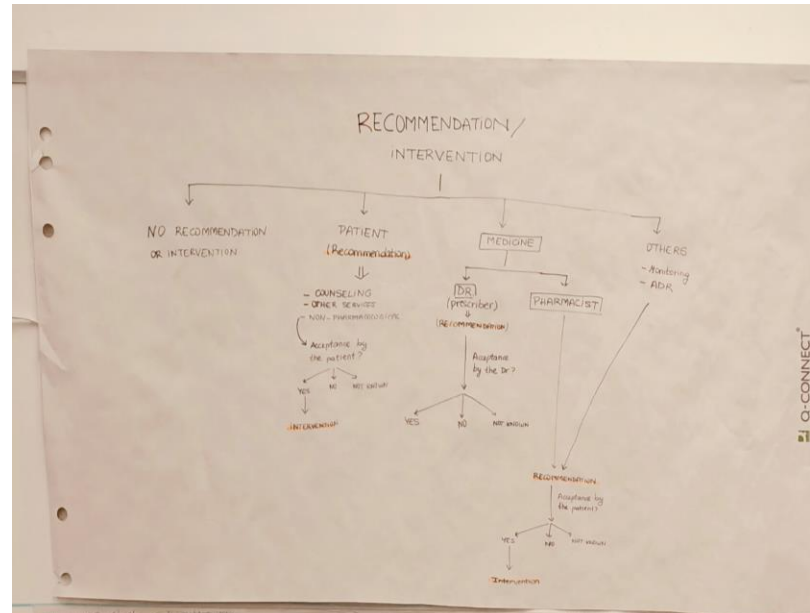 RECOMMENDATION/
INTERVENTION
NO RECOMMENDATION
OR INTERVENTION
PATIENT
(Recommendation)
- COUNSELING
- OTHER SERVICES
- NON-PHARMACOLOGIC
Acceptance by
the patient?
YES NO NOT KNOWN
INTERVENTION
MEDICINE
DR
(prescriber)
(RECOMMENDATION)
Acceptance
by the Dr?
YES NO NOT KNOWN
PHARMACIST
OTHERS
- Monitoring
- ADR
RECOMMENDATION
Acceptance by
the patient?
YES NO NOT KNOWN
Intervention
Q-CONNECT